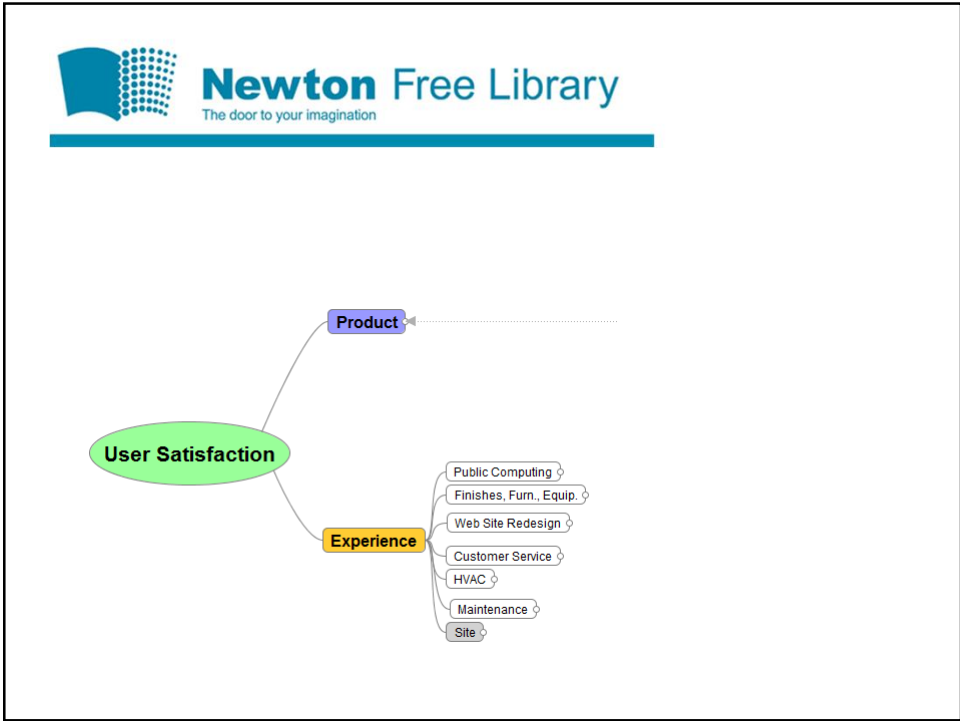 Newton Free Library
The door to your imagination
Product
User Satisfaction
Experience
Public Computing
Finishes, Furn., Equip.
Web Site Redesign
Customer Service
HVAC
Maintenance
Site